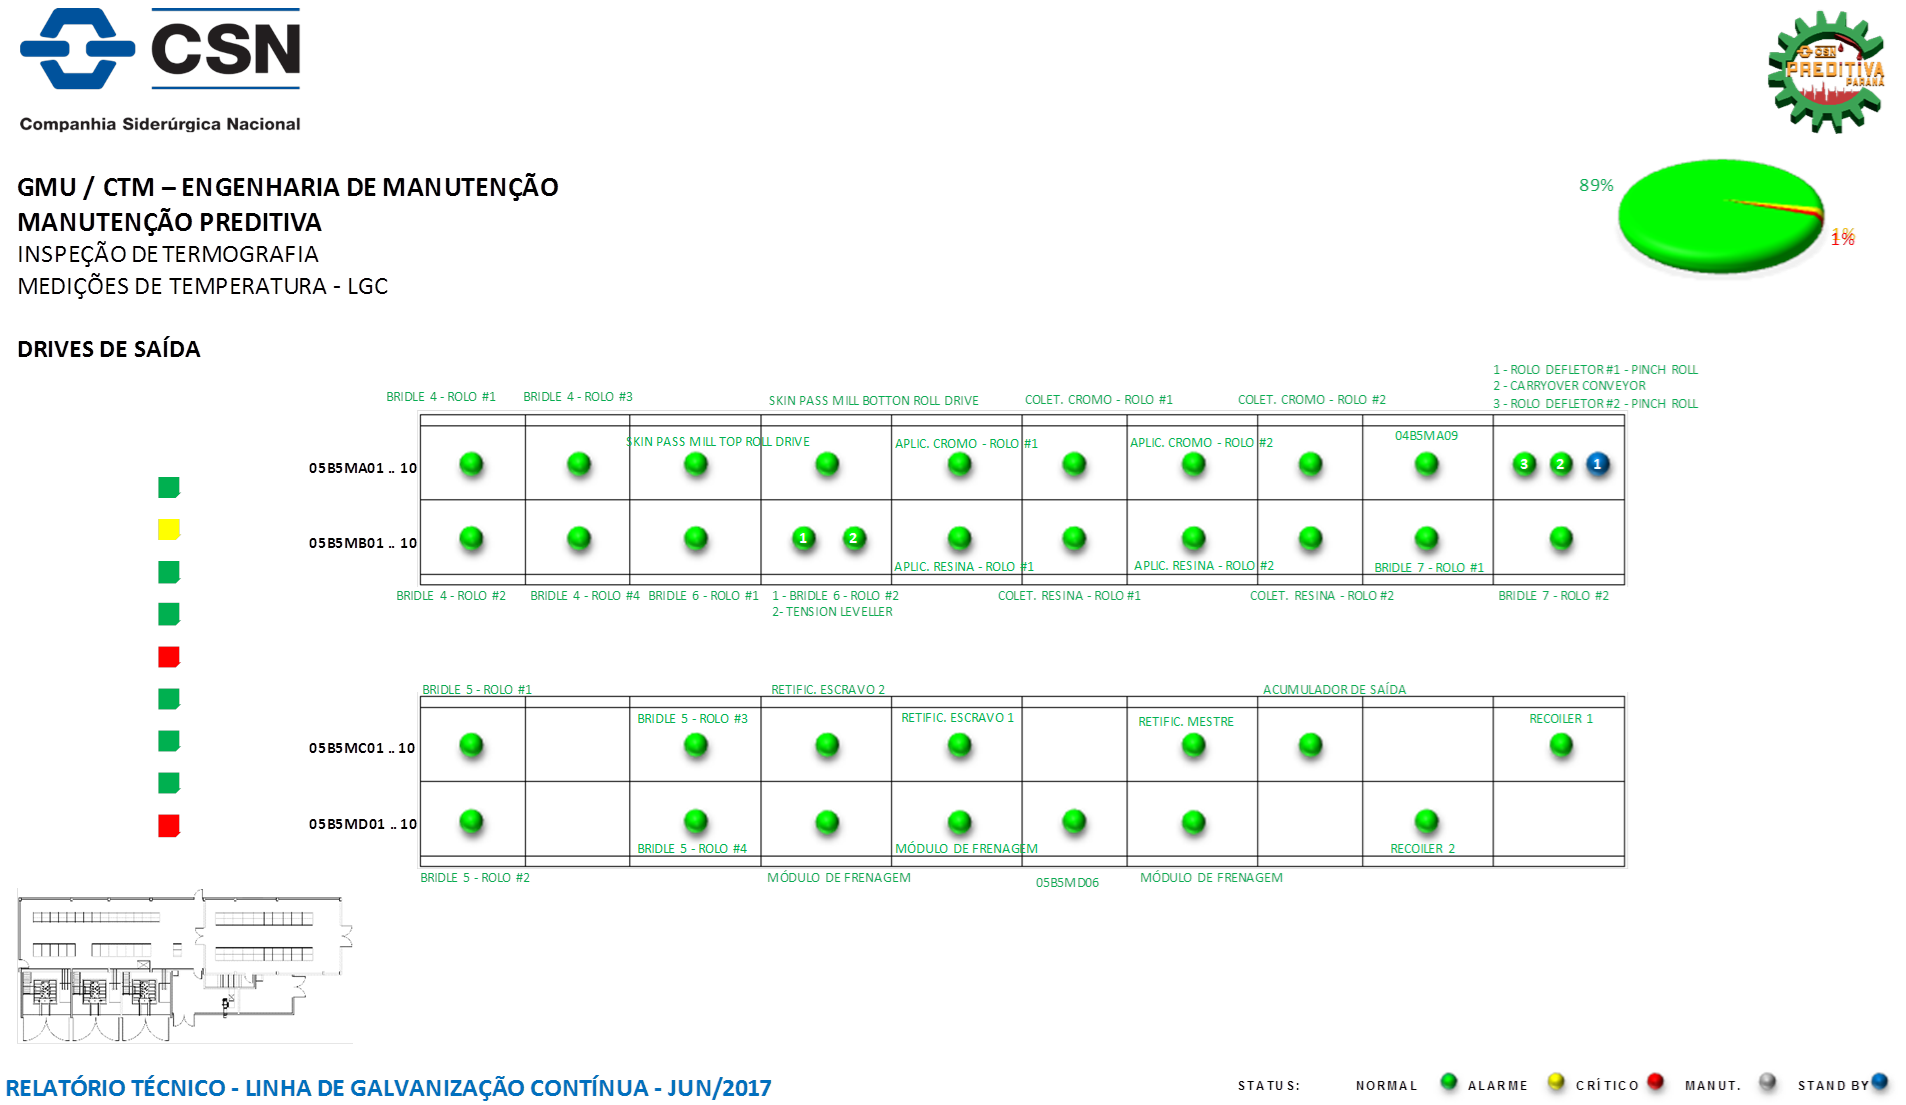 CSN
Companhia Siderúrgica Nacional
CSN
PREDITIVA
PARANÁ
GMU / CTM – ENGENHARIA DE MANUTENÇÃO
MANUTENÇÃO PREDITIVA
INSPEÇÃO DE TERMOGRAFIA
MEDIÇÕES DE TEMPERATURA - LGC
89%
1%
1%
DRIVES DE SAÍDA
1 - ROLO DEFLETOR #1 - PINCH ROLL
2 - CARRYOVER CONVEYOR
3 - ROLO DEFLETOR #2 - PINCH ROLL
BRIDLE 4 - ROLO #1
BRIDLE 4 - ROLO #3
SKIN PASS MILL BOTTON ROLL DRIVE
COLET. CROMO - ROLO #1
COLET. CROMO - ROLO #2
SKIN PASS MILL TOP ROLL DRIVE
APLIC. CROMO - ROLO #1
APLIC. CROMO - ROLO #2
04B5MA09
05B5MA01 .. 10
3 2 1
05B5MB01 .. 10
1 2
APLIC. RESINA - ROLO #1
APLIC. RESINA - ROLO #2
BRIDLE 7 - ROLO #1
BRIDLE 4 - ROLO #2
BRIDLE 4 - ROLO #4
BRIDLE 6 - ROLO #1
1 - BRIDLE 6 - ROLO #2
2- TENSION LEVELLER
COLET. RESINA - ROLO #1
COLET. RESINA - ROLO #2
BRIDLE 7 - ROLO #2
BRIDLE 5 - ROLO #1
RETIFIC. ESCRAVO 2
ACUMULADOR DE SAÍDA
BRIDLE 5 - ROLO #3
RETIFIC. ESCRAVO 1
RETIFIC. MESTRE
RECOILER 1
05B5MC01 .. 10
05B5MD01 .. 10
BRIDLE 5 - ROLO #4
MÓDULO DE FRENAGEM
RECOILER 2
BRIDLE 5 - ROLO #2
MÓDULO DE FRENAGEM
05B5MD06
MÓDULO DE FRENAGEM
RELATÓRIO TÉCNICO - LINHA DE GALVANIZAÇÃO CONTÍNUA - JUN/2017
STATUS: NORMAL ALARME CRÍTICO MANUT. STAND BY